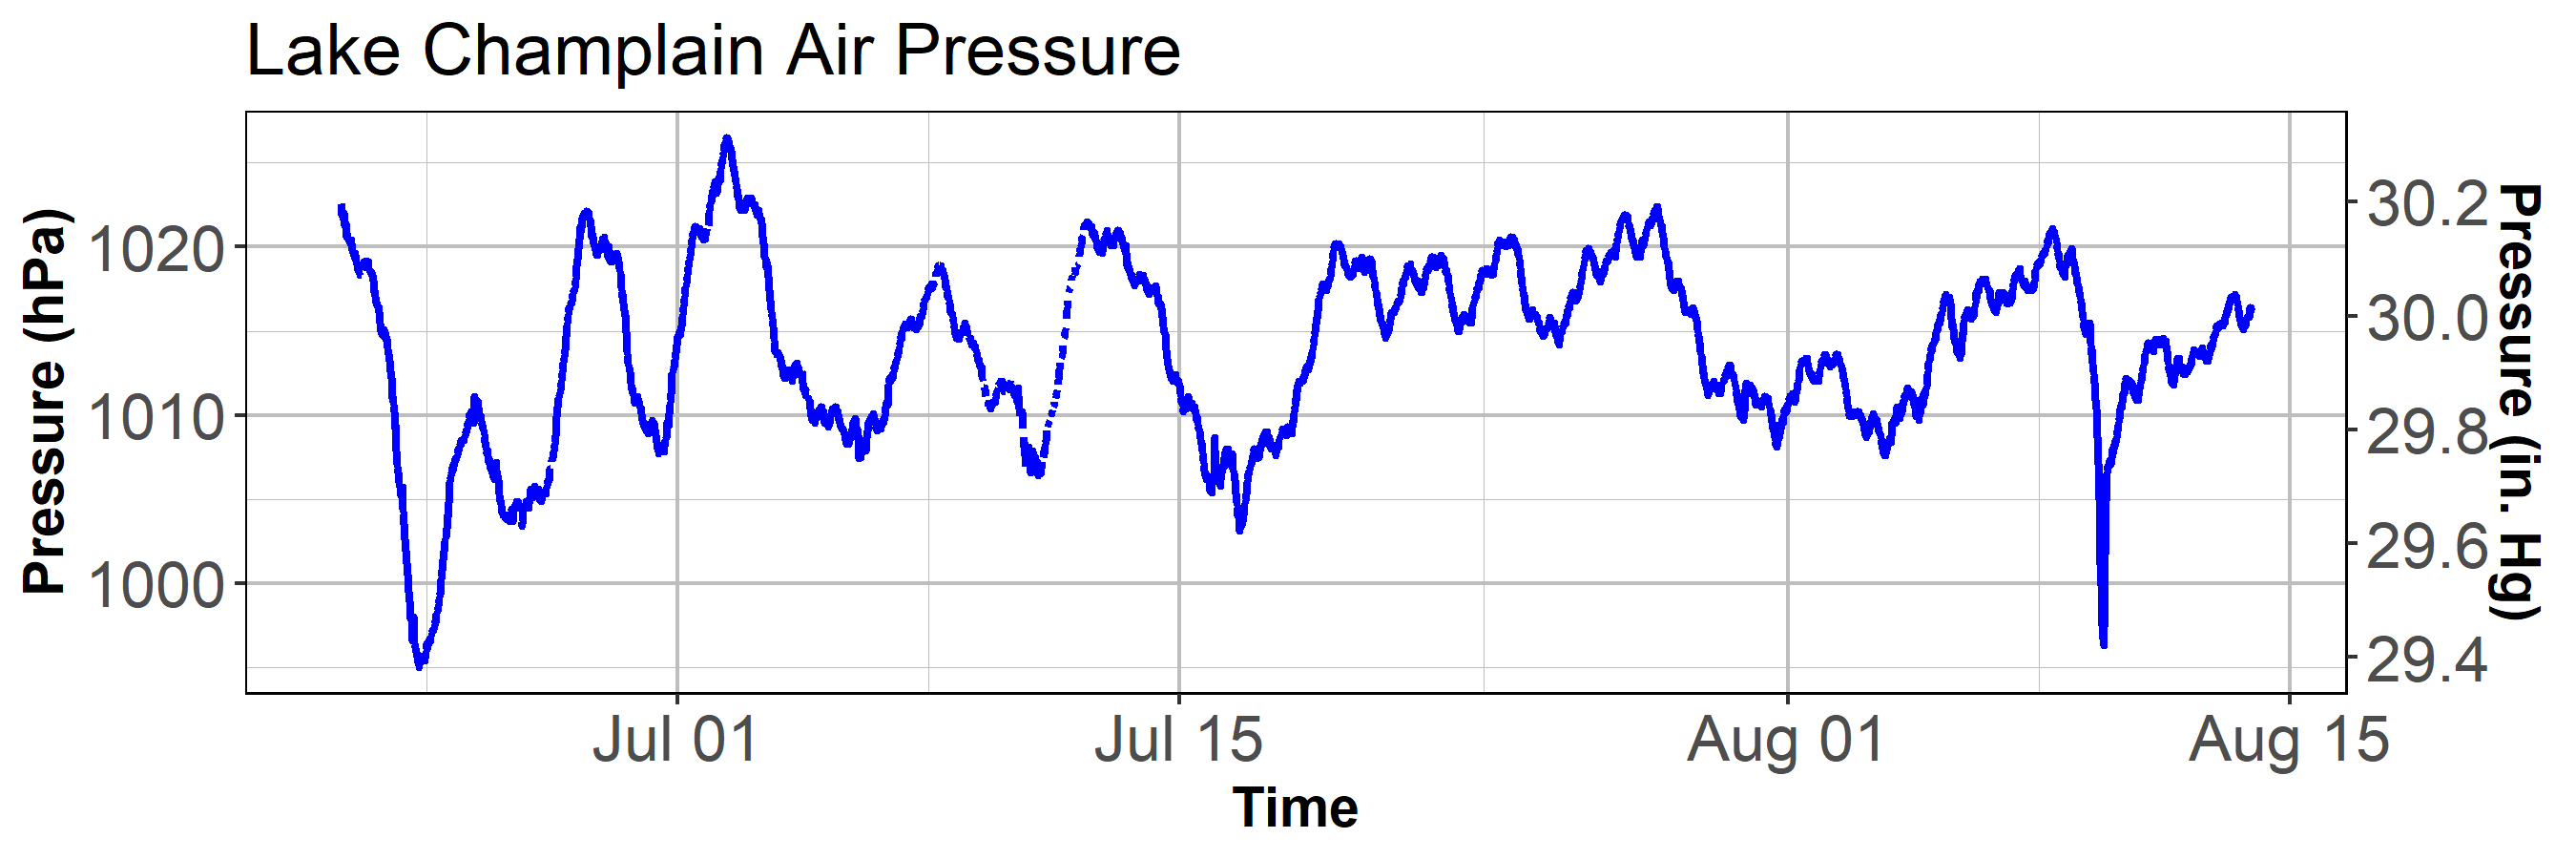 Lake Champlain Air Pressure
Pressure (hPa)
1020
1010
1000
30.2
30.0
29.8
29.6
29.4
Pressure (in. Hg)
Jul 01
Jul 15
Aug 01
Aug 15
Time